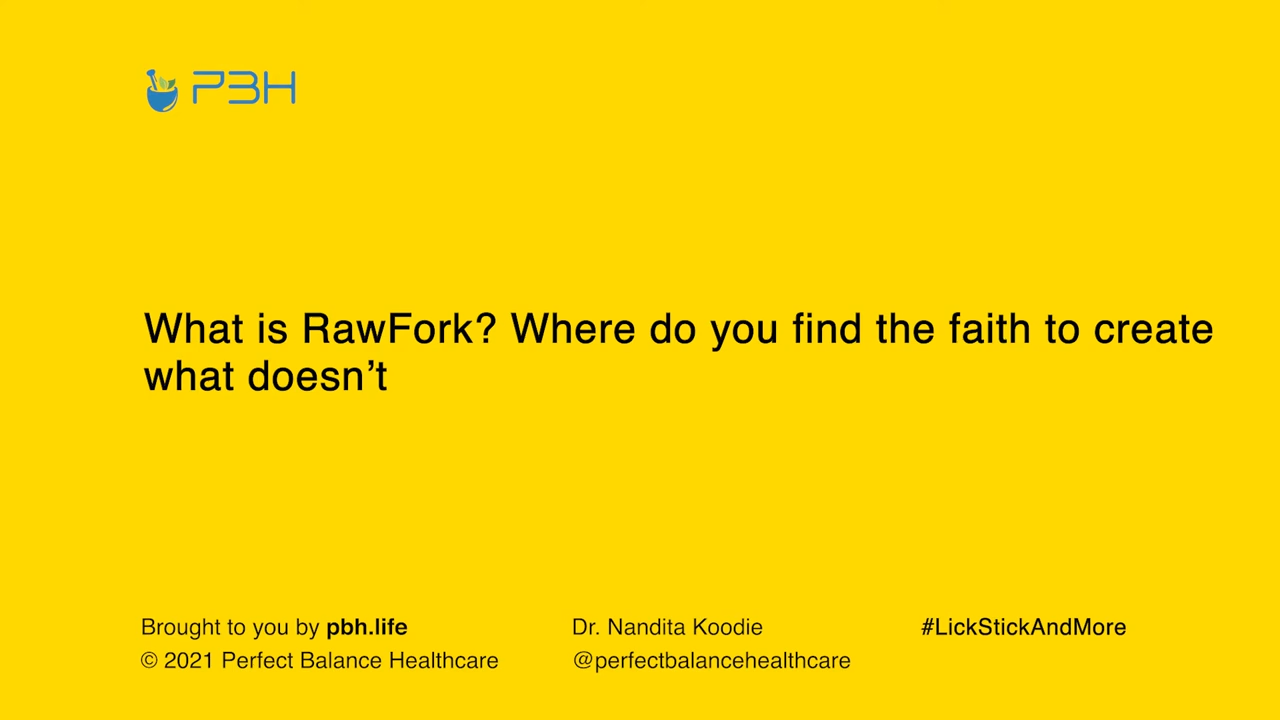 PBH
What is RawFork? Where do you find the faith to create
what doesn’t
Brought to you by pbh.life
© 2021 Perfect Balance Healthcare
Dr. Nandita Koodie
@perfectbalancehealthcare
#LickStickAndMore